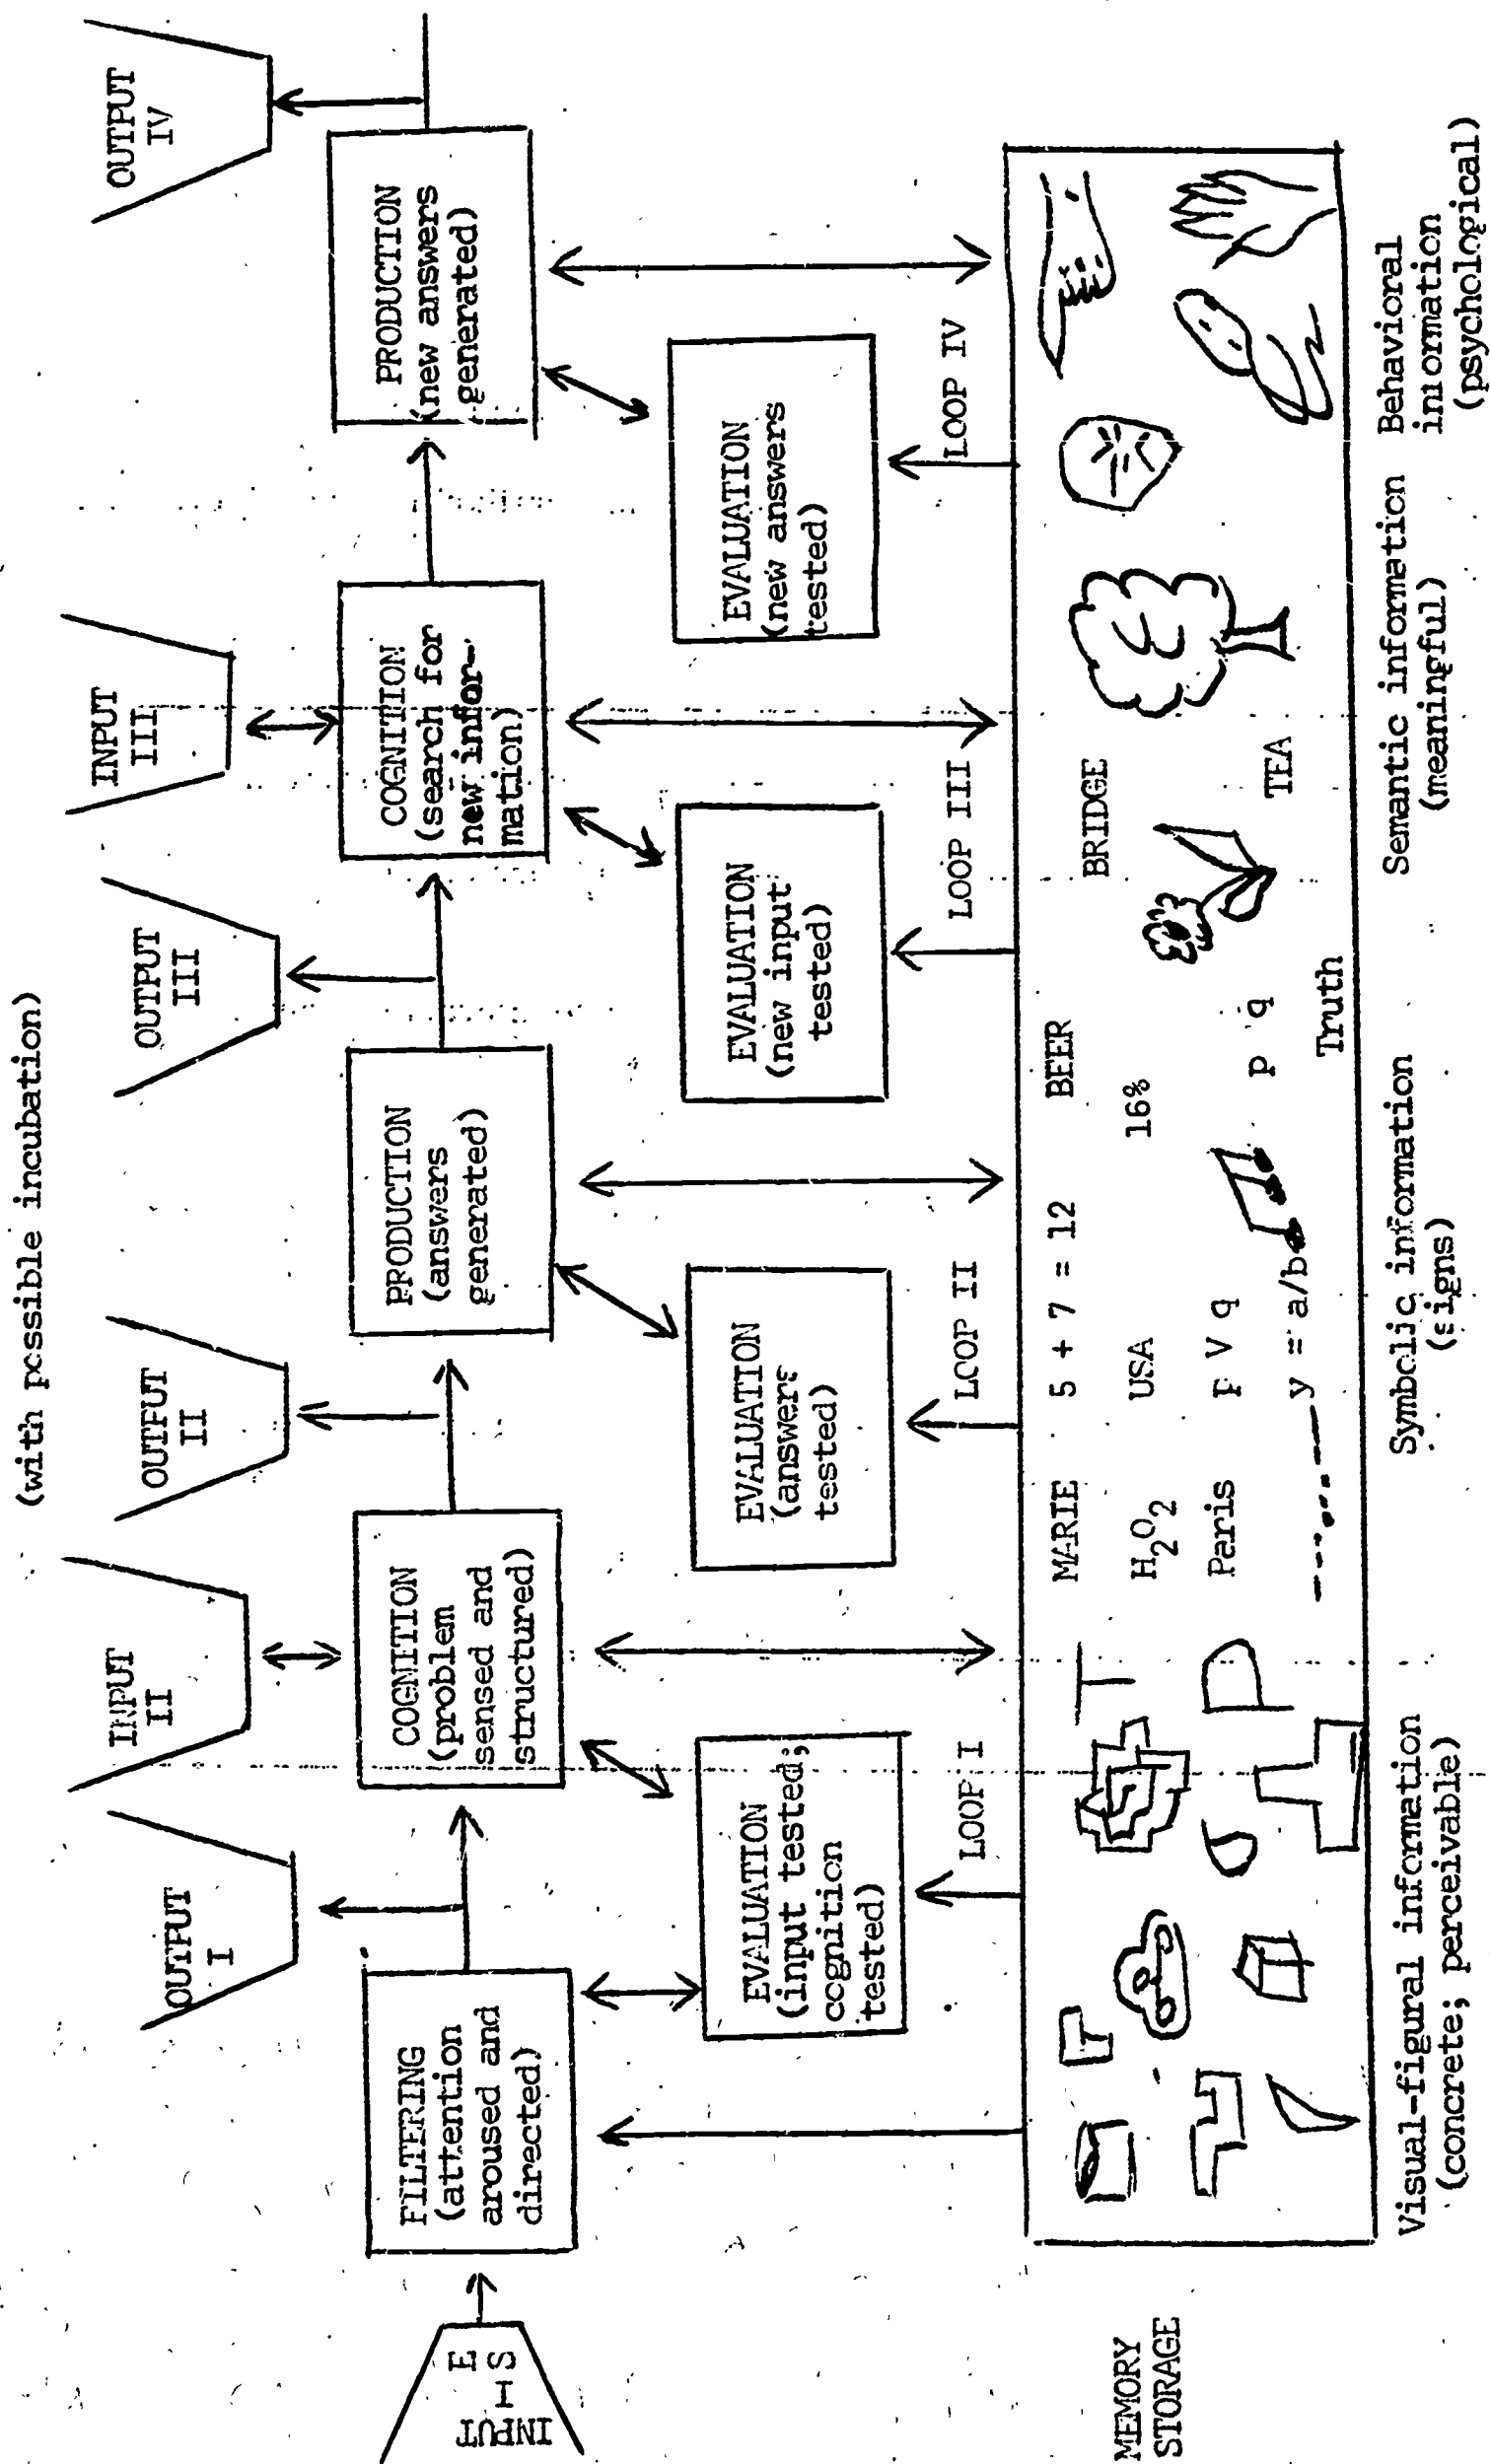 (with possible incubation)
OUTPUT
I
INPUT
II
OUTPUT
II
OUTPUT
III
INPUT
III
OUTPUT
IV
INPUT
I
E
S
FILTERING
(attention
aroused and
directed)
COGNITION
(problem
sensed and
structured)
PRODUCTION
(answers
generated)
COGNITION
(search for
new infor-
mation)
PRODUCTION
(new answers
generated)
EVALUATION
(input tested;
cognition
tested)
EVALUATION
(answers
tested)
EVALUATION
(new input
tested)
EVALUATION
(new answers
tested)
LOOP I
LOOP II
LOOP III
LOOP IV
MEMORY
STORAGE
T
MARIE 5 + 7 = 12 BEER
BRIDGE
H2O2 USA 16%
P
Paris p V q
p q
TEA
y = a/b
Truth
Visual-figural information
(concrete; perceivable)
Symbolic information
(signs)
Semantic information
(meaningful)
Behavioral
information
(psychological)